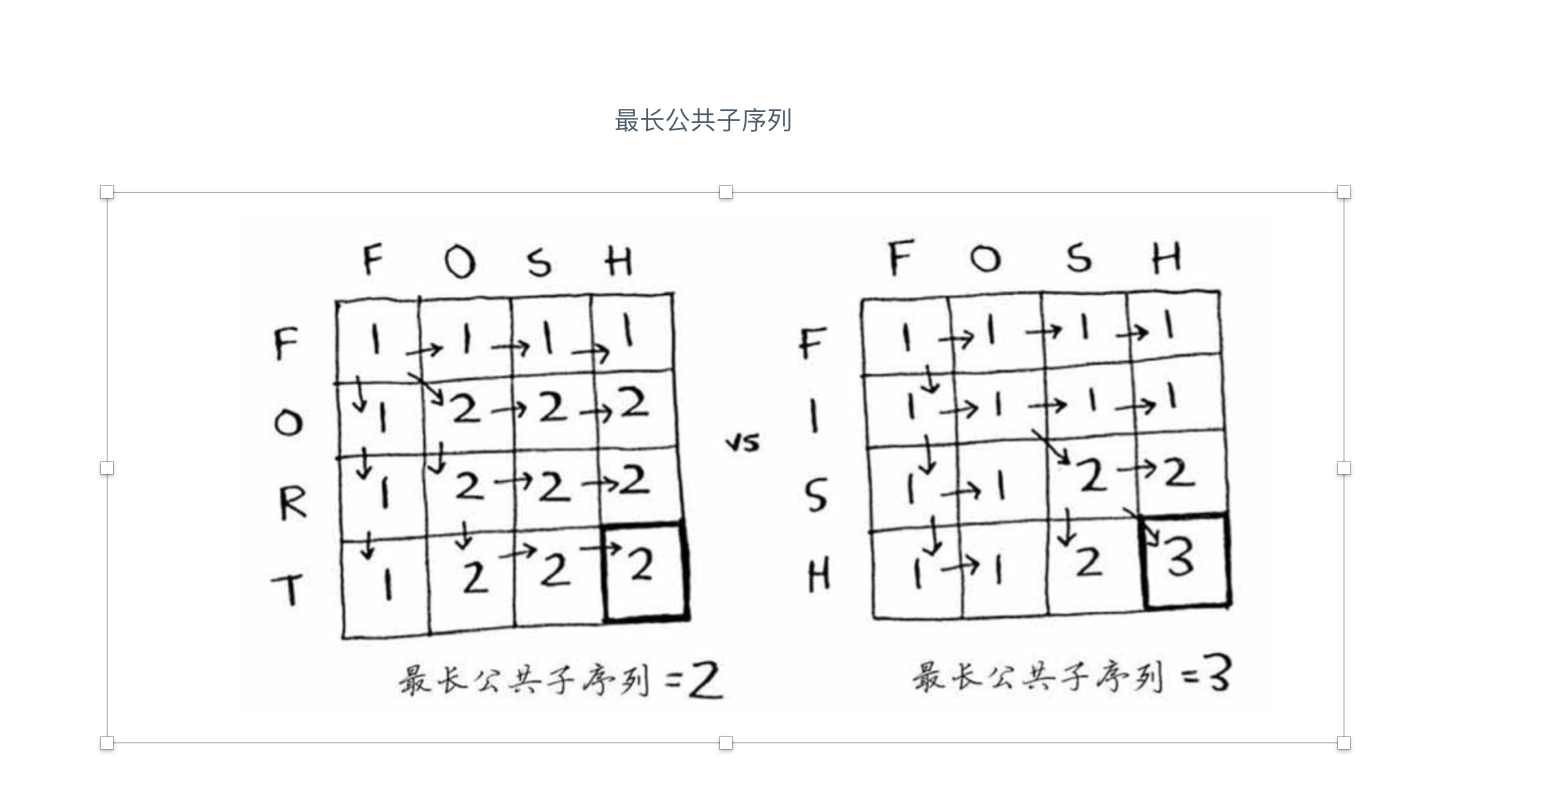 最长公共子序列
F O S H
F 1 → 1 → 1 → 1
O 1 2 → 2 → 2
R 1 2 → 2 → 2
T 1 2 → 2 → 2
最长公共子序列 = 2
vs
F O S H
F 1 → 1 → 1 → 1
I 1 → 1 → 1 → 1
S 1 → 1 2 → 2
H 1 → 1 2 3
最长公共子序列 = 3